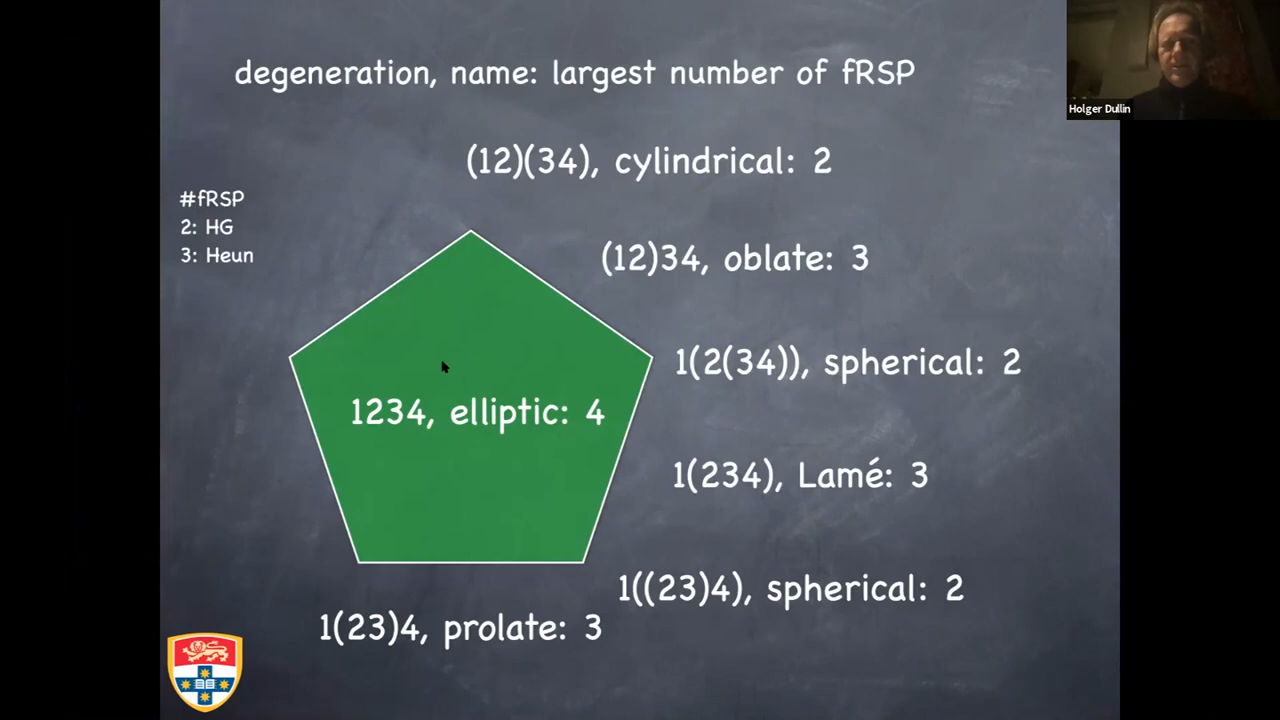 degeneration, name: largest number of fRSP
Holger Dullin
(12)(34), cylindrical: 2
#fRSP
2: HG
3: Heun
(12)34, oblate: 3
1(2(34)), spherical: 2
1234, elliptic: 4
1(234), Lamé: 3
1((23)4), spherical: 2
1(23)4, prolate: 3